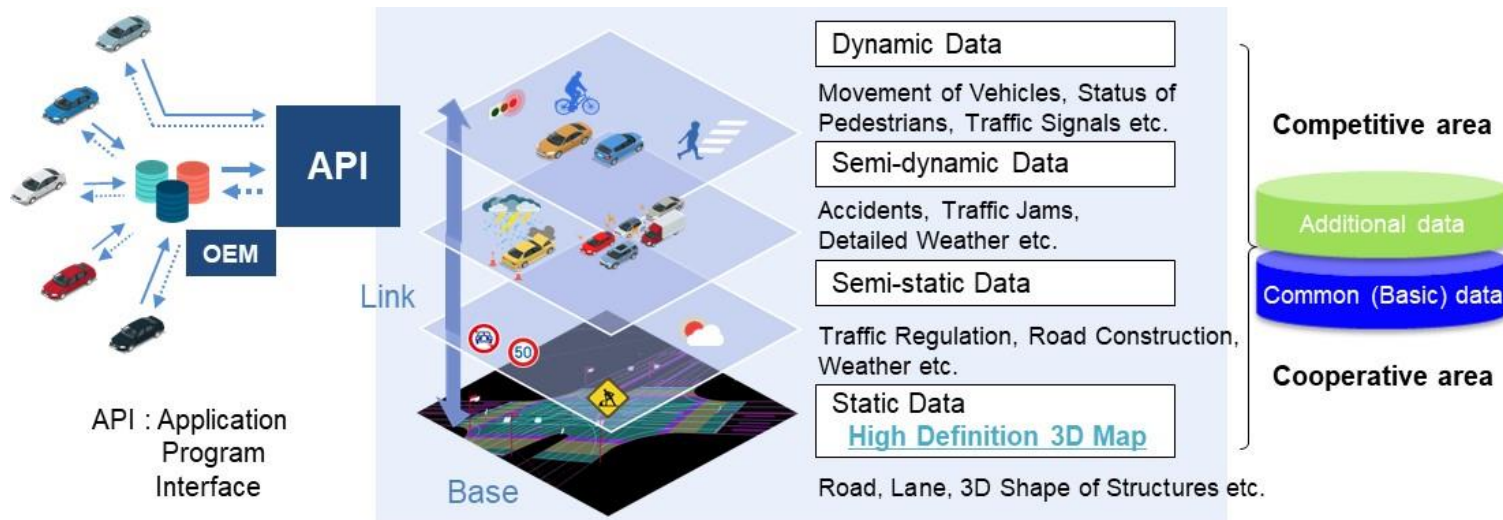 API
OEM
API : Application
Program
Interface
Link
Base
50
Dynamic Data
Movement of Vehicles, Status of
Pedestrians, Traffic Signals etc.
Semi-dynamic Data
Accidents, Traffic Jams,
Detailed Weather etc.
Semi-static Data
Traffic Regulation, Road Construction,
Weather etc.
Static Data
High Definition 3D Map
Road, Lane, 3D Shape of Structures etc.
Competitive area
Additional data
Common (Basic) data
Cooperative area